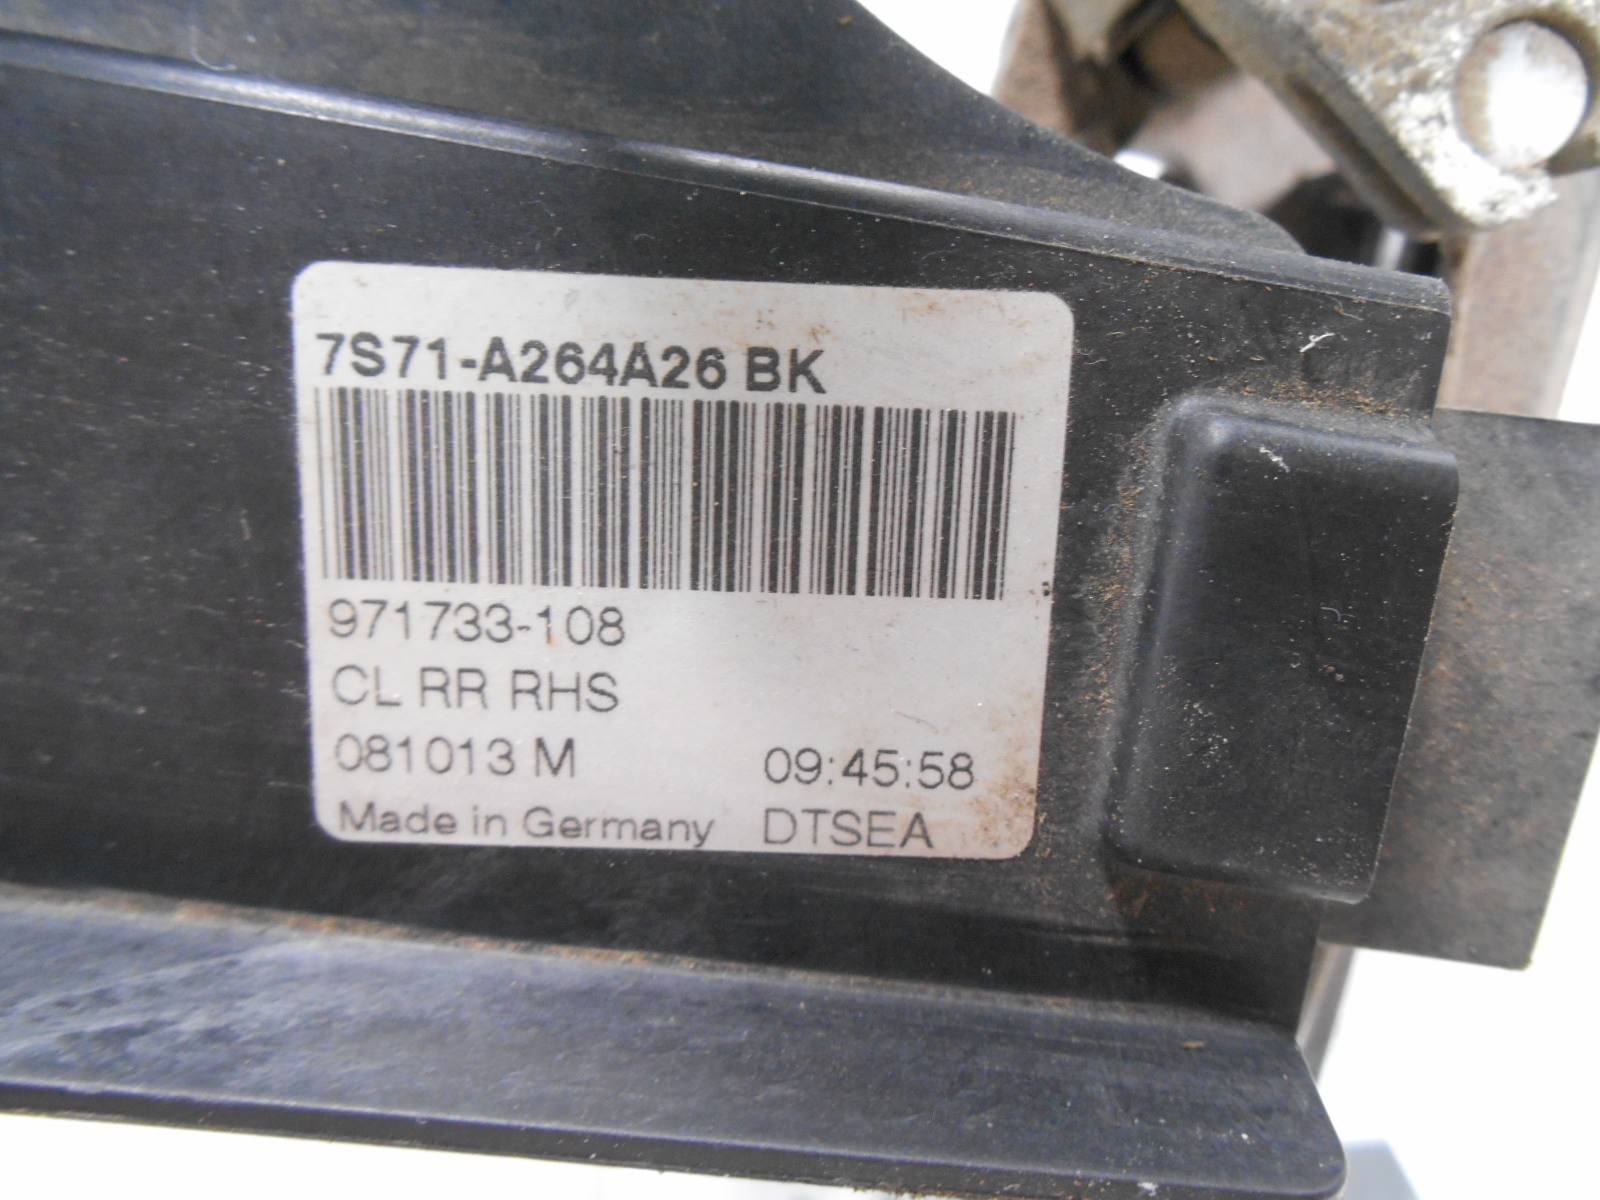 7S71-A264A26 BK
971733-108
CL RR RHS
081013 M 09:45:58
Made in Germany DTSEA